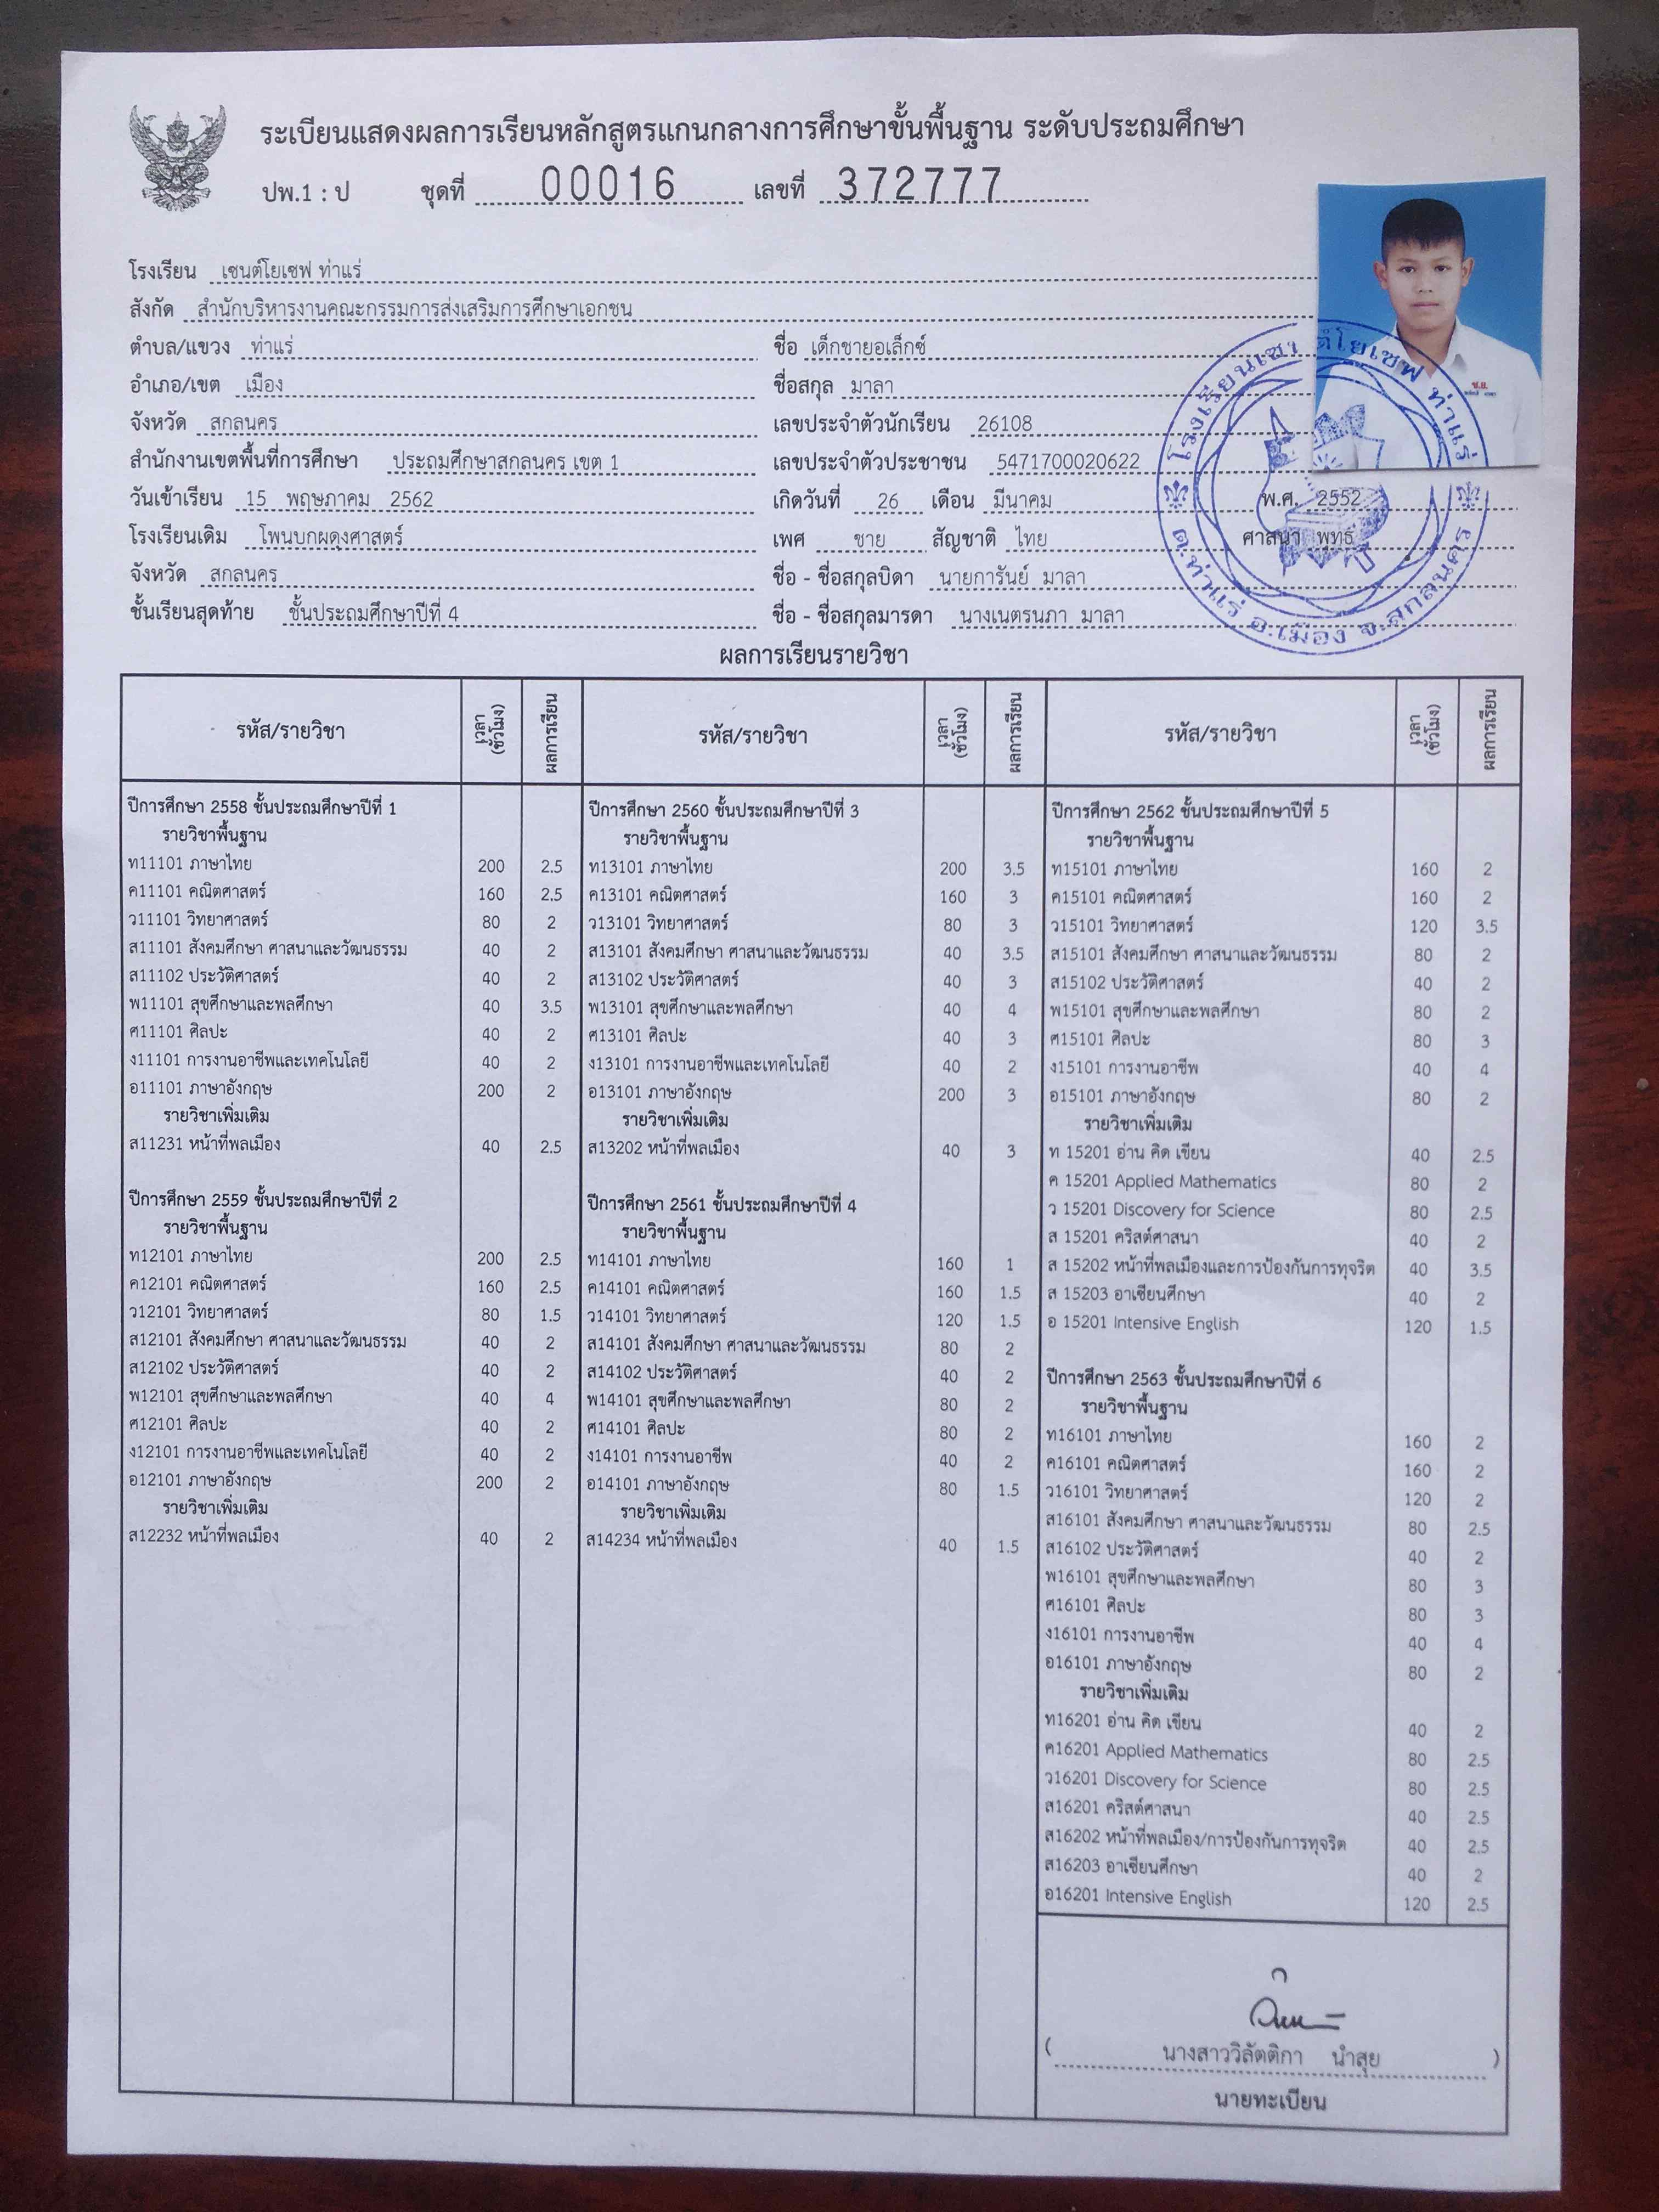 ระเบียนแสดงผลการเรียนหลักสูตรแกนกลางการศึกษาขั้นพื้นฐาน ระดับประถมศึกษา
ปพ.1 : ป ชุดที่ 00016 เลขที่ 372777
โรงเรียน เซนต์โยเซฟ ท่าแร่
สังกัด สำนักบริหารงานคณะกรรมการส่งเสริมการศึกษาเอกชน
ตำบล/แขวง ท่าแร่
อำเภอ/เขต เมือง
จังหวัด สกลนคร
สำนักงานเขตพื้นที่การศึกษา ประถมศึกษาสกลนคร เขต 1
วันเข้าเรียน 15 พฤษภาคม 2562
โรงเรียนเดิม โพนบกผดุงศาสตร์
จังหวัด สกลนคร
ชั้นเรียนสุดท้าย ชั้นประถมศึกษาปีที่ 4
ชื่อ เด็กชายอเล็กซ์
ชื่อสกุล มาลา
เลขประจำตัวนักเรียน 26108
เลขประจำตัวประชาชน 5471700020622
เกิดวันที่ 26 เดือน มีนาคม พ.ศ. 2552
เพศ ชาย สัญชาติ ไทย ศาสนา พุทธ
ชื่อ - ชื่อสกุลบิดา นายการันย์ มาลา
ชื่อ - ชื่อสกุลมารดา นางเนตรนภา มาลา
ต.ท่าแร่ อ.เมือง จ.สกลนคร
ผลการเรียนรายวิชา
รหัส/รายวิชา เวลา (ชั่วโมง) ผลการเรียน
ปีการศึกษา 2558 ชั้นประถมศึกษาปีที่ 1
รายวิชาพื้นฐาน
ท11101 ภาษาไทย 200 2.5
ค11101 คณิตศาสตร์ 160 2.5
ว11101 วิทยาศาสตร์ 80 2
ส11101 สังคมศึกษา ศาสนาและวัฒนธรรม 40 2
ส11102 ประวัติศาสตร์ 40 2
พ11101 สุขศึกษาและพลศึกษา 40 3.5
ศ11101 ศิลปะ 40 2
ง11101 การงานอาชีพและเทคโนโลยี 40 2
อ11101 ภาษาอังกฤษ 200 2
รายวิชาเพิ่มเติม
ส11231 หน้าที่พลเมือง 40 2.5
ปีการศึกษา 2559 ชั้นประถมศึกษาปีที่ 2
รายวิชาพื้นฐาน
ท12101 ภาษาไทย 200 2.5
ค12101 คณิตศาสตร์ 160 2.5
ว12101 วิทยาศาสตร์ 80 1.5
ส12101 สังคมศึกษา ศาสนาและวัฒนธรรม 40 2
ส12102 ประวัติศาสตร์ 40 2
พ12101 สุขศึกษาและพลศึกษา 40 4
ศ12101 ศิลปะ 40 2
ง12101 การงานอาชีพและเทคโนโลยี 40 2
อ12101 ภาษาอังกฤษ 200 2
รายวิชาเพิ่มเติม
ส12232 หน้าที่พลเมือง 40 2
รหัส/รายวิชา เวลา (ชั่วโมง) ผลการเรียน
ปีการศึกษา 2560 ชั้นประถมศึกษาปีที่ 3
รายวิชาพื้นฐาน
ท13101 ภาษาไทย 200 3.5
ค13101 คณิตศาสตร์ 160 3
ว13101 วิทยาศาสตร์ 80 3
ส13101 สังคมศึกษา ศาสนาและวัฒนธรรม 40 3.5
ส13102 ประวัติศาสตร์ 40 3
พ13101 สุขศึกษาและพลศึกษา 40 4
ศ13101 ศิลปะ 40 3
ง13101 การงานอาชีพและเทคโนโลยี 40 2
อ13101 ภาษาอังกฤษ 200 3
รายวิชาเพิ่มเติม
ส13202 หน้าที่พลเมือง 40 3
ปีการศึกษา 2561 ชั้นประถมศึกษาปีที่ 4
รายวิชาพื้นฐาน
ท14101 ภาษาไทย 160 1
ค14101 คณิตศาสตร์ 160 1.5
ว14101 วิทยาศาสตร์ 120 1.5
ส14101 สังคมศึกษา ศาสนาและวัฒนธรรม 80 2
ส14102 ประวัติศาสตร์ 40 2
พ14101 สุขศึกษาและพลศึกษา 80 2
ศ14101 ศิลปะ 80 2
ง14101 การงานอาชีพ 40 2
อ14101 ภาษาอังกฤษ 80 1.5
รายวิชาเพิ่มเติม
ส14234 หน้าที่พลเมือง 40 1.5
รหัส/รายวิชา เวลา (ชั่วโมง) ผลการเรียน
ปีการศึกษา 2562 ชั้นประถมศึกษาปีที่ 5
รายวิชาพื้นฐาน
ท15101 ภาษาไทย 160 2
ค15101 คณิตศาสตร์ 160 2
ว15101 วิทยาศาสตร์ 120 3.5
ส15101 สังคมศึกษา ศาสนาและวัฒนธรรม 80 2
ส15102 ประวัติศาสตร์ 40 2
พ15101 สุขศึกษาและพลศึกษา 80 2
ศ15101 ศิลปะ 80 3
ง15101 การงานอาชีพ 40 4
อ15101 ภาษาอังกฤษ 80 2
รายวิชาเพิ่มเติม
ท 15201 อ่าน คิด เขียน 40 2.5
ค 15201 Applied Mathematics 80 2
ว 15201 Discovery for Science 80 2.5
ส 15201 คริสต์ศาสนา 40 2
ส 15202 หน้าที่พลเมืองและการป้องกันการทุจริต 40 3.5
ส 15203 อาเซียนศึกษา 40 2
อ 15201 Intensive English 120 1.5
ปีการศึกษา 2563 ชั้นประถมศึกษาปีที่ 6
รายวิชาพื้นฐาน
ท16101 ภาษาไทย 160 2
ค16101 คณิตศาสตร์ 160 2
ว16101 วิทยาศาสตร์ 120 2
ส16101 สังคมศึกษา ศาสนาและวัฒนธรรม 80 2.5
ส16102 ประวัติศาสตร์ 40 2
พ16101 สุขศึกษาและพลศึกษา 80 3
ศ16101 ศิลปะ 80 3
ง16101 การงานอาชีพ 40 4
อ16101 ภาษาอังกฤษ 80 2
รายวิชาเพิ่มเติม
ท16201 อ่าน คิด เขียน 40 2
ค16201 Applied Mathematics 80 2.5
ว16201 Discovery for Science 80 2.5
ส16201 คริสต์ศาสนา 40 2.5
ส16202 หน้าที่พลเมือง/การป้องกันการทุจริต 40 2.5
ส16203 อาเซียนศึกษา 40 2
อ16201 Intensive English 120 2.5
( นางสาววิลัตติกา นำสุย )
นายทะเบียน